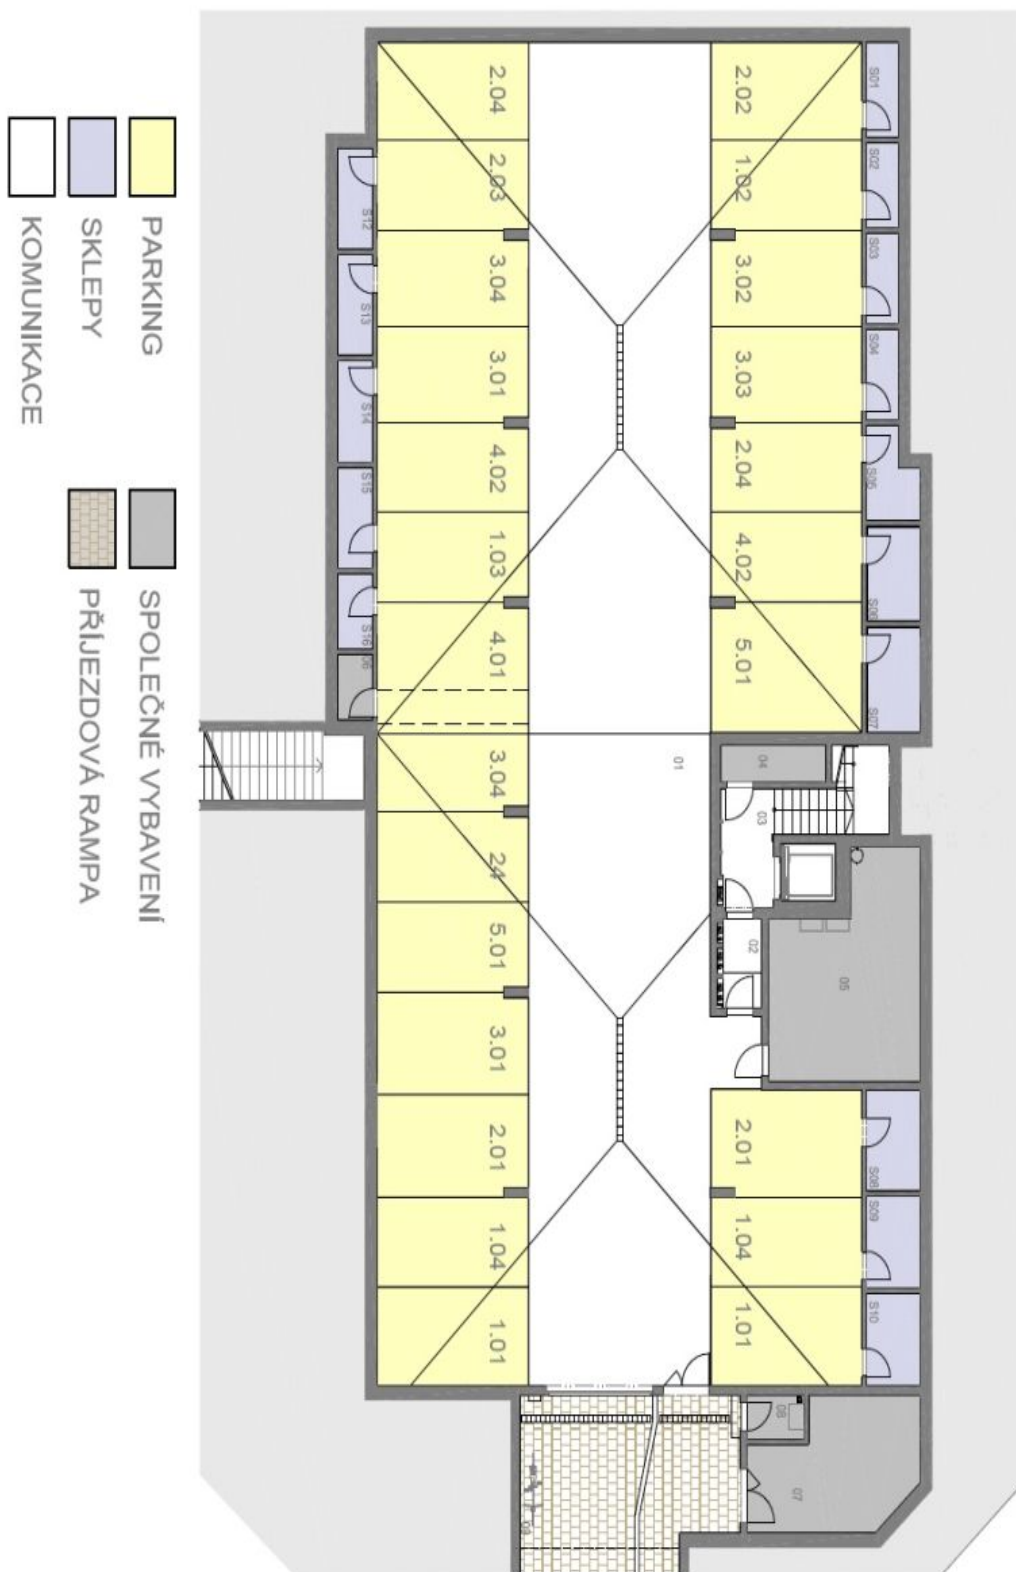 S01
S02
S03
S04
S05
S06
S07
S08
S09
S10
05
07
04
03
02
08
2.02
1.02
3.02
3.03
2.04
4.02
5.01
2.01
1.04
1.01
01
09
2.04
2.03
3.04
3.01
4.02
1.03
4.01
3.04
24
5.01
3.01
2.01
1.04
1.01
S12
S13
S14
S15
S16
06
PARKING
SPOLEČNÉ VYBAVENÍ
SKLEPY
PŘÍJEZDOVÁ RAMPA
KOMUNIKACE